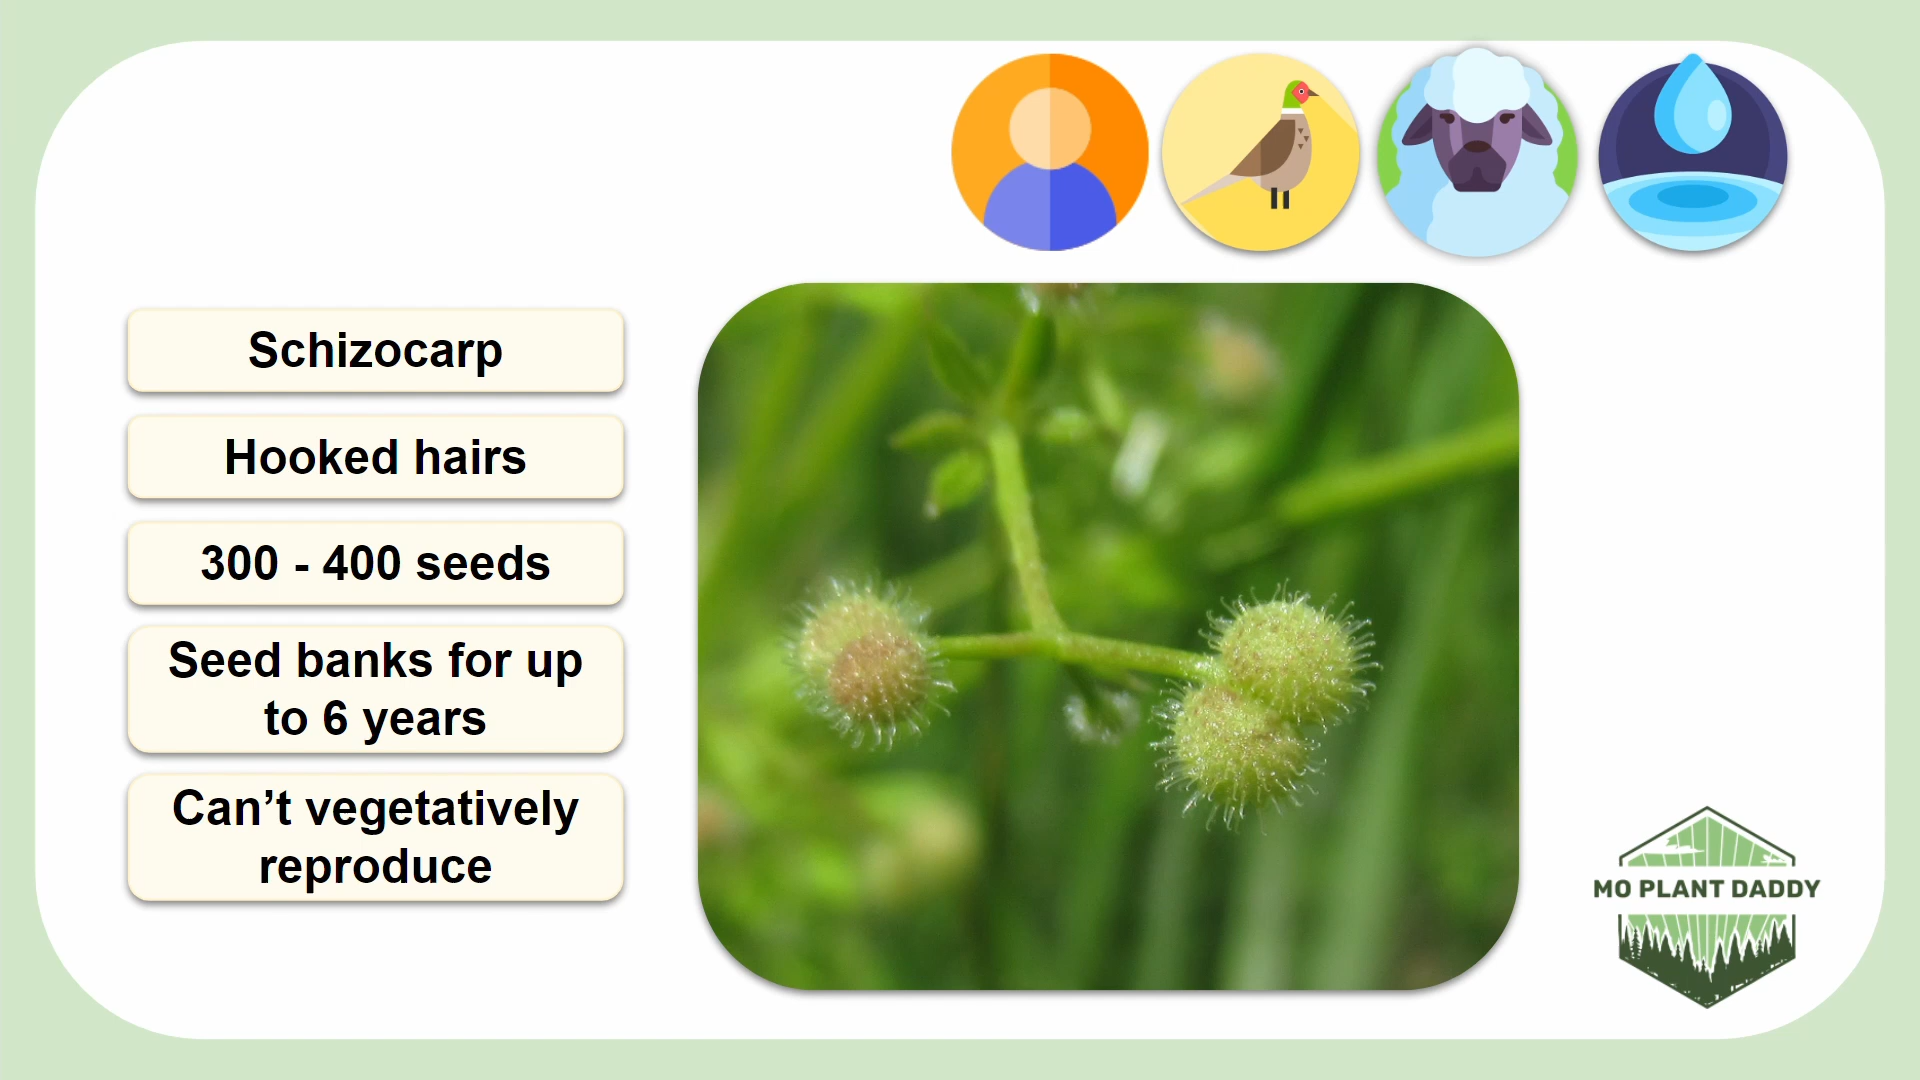 Schizocarp
Hooked hairs
300 - 400 seeds
Seed banks for up
to 6 years
Can’t vegetatively
reproduce
MO PLANT DADDY